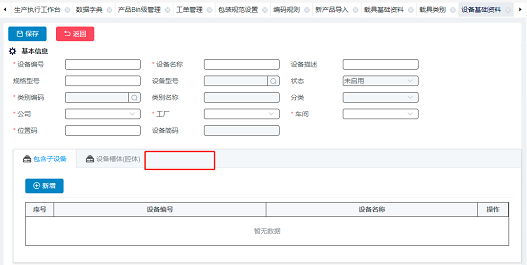 生产执行工作台 数据字典 产品Bin级管理 工单管理 包装规范设置 编码规则 新产品导入 载具基础资料 载具类别 设备基础资料
保存 返回
基本信息
* 设备编号 * 设备名称 设备描述
规格型号 设备型号 状态 未启用
* 类别编码 类别名称 分类
* 公司 * 工厂 * 车间
* 位置码 设备简码
包含子设备 设备槽体(腔体)
新增
序号 设备编号 设备名称 操作
暂无数据